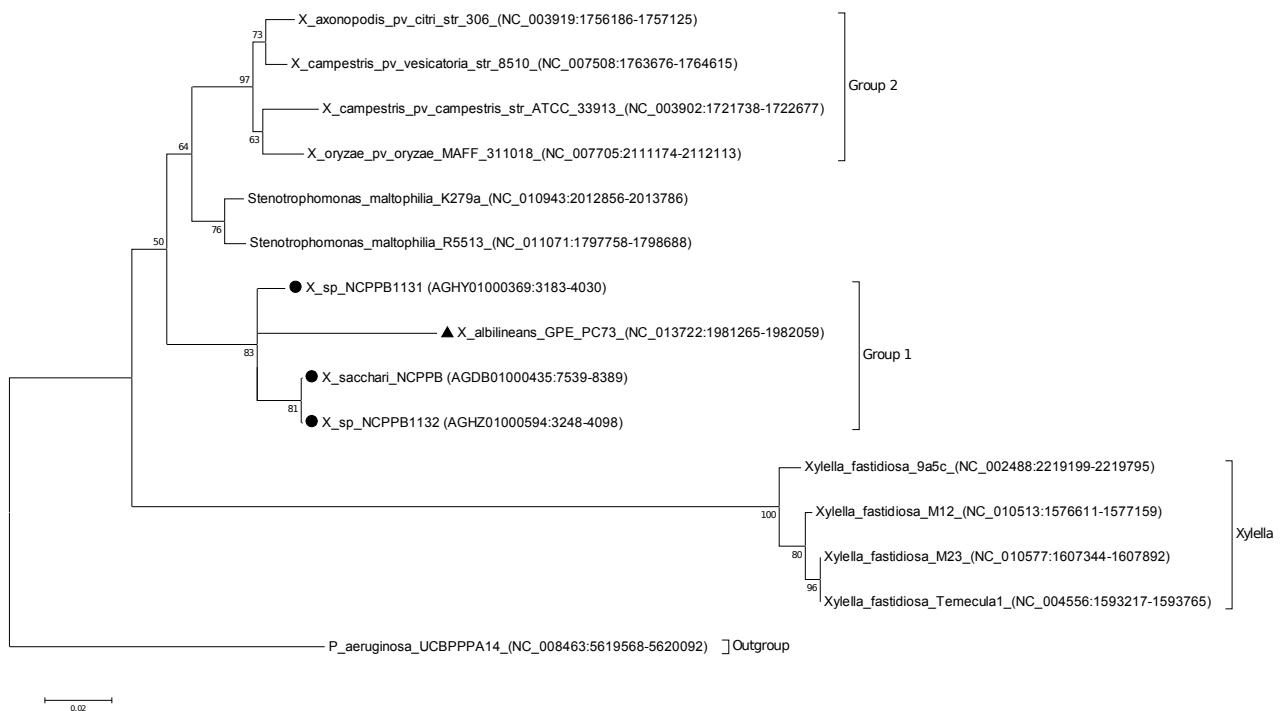 X_axonopodis_pv_citri_str_306_(NC_003919:1756186-1757125)
73
X_campestris_pv_vesicatoria_str_8510_(NC_007508:1763676-1764615)
97
Group 2
X_campestris_pv_campestris_str_ATCC_33913_(NC_003902:1721738-1722677)
63
64
X_oryzae_pv_oryzae_MAFF_311018_(NC_007705:2111174-2112113)
Stenotrophomonas_maltophilia_K279a_(NC_010943:2012856-2013786)
76
50
Stenotrophomonas_maltophilia_R5513_(NC_011071:1797758-1798688)
X_sp_NCPPB1131 (AGHY01000369:3183-4030)
X_albilineans_GPE_PC73_(NC_013722:1981265-1982059)
83
Group 1
X_sacchari_NCPPB (AGDB01000435:7539-8389)
81
X_sp_NCPPB1132 (AGHZ01000594:3248-4098)
Xylella_fastidiosa_9a5c_(NC_002488:2219199-2219795)
100
Xylella_fastidiosa_M12_(NC_010513:1576611-1577159)
Xylella
80
Xylella_fastidiosa_M23_(NC_010577:1607344-1607892)
96
Xylella_fastidiosa_Temecula1_(NC_004556:1593217-1593765)
P_aeruginosa_UCBPPPA14_(NC_008463:5619568-5620092)
Outgroup
0.02